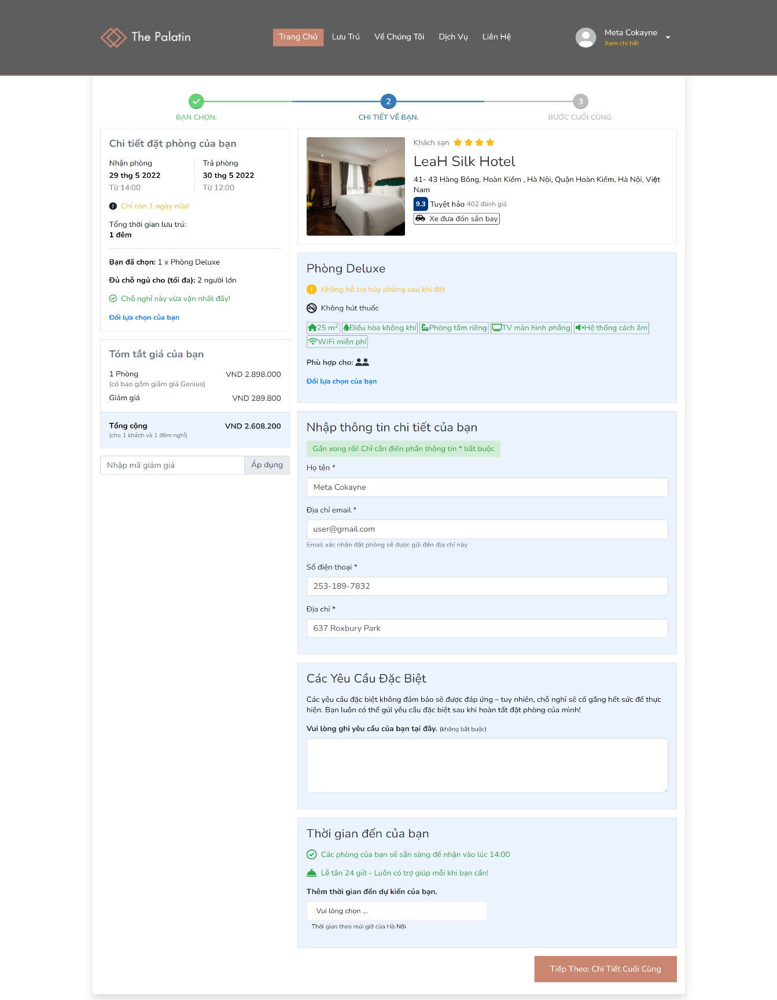 The Palatin
Trang Chủ
Lưu Trú
Về Chúng Tôi
Dịch Vụ
Liên Hệ
Meta Cokayne
Xem chi tiết
2
3
BẠN CHỌN.
CHI TIẾT VỀ BẠN.
BƯỚC CUỐI CÙNG.
Chi tiết đặt phòng của bạn
Nhận phòng
29 thg 5 2022
Từ 14:00
Trả phòng
30 thg 5 2022
Từ 12:00
Chỉ còn 1 ngày nữa!
Tổng thời gian lưu trú:
1 đêm
Bạn đã chọn: 1 x Phòng Deluxe
Đủ chỗ ngủ cho (tối đa): 2 người lớn
Chỗ nghỉ này vừa vặn nhất đấy!
Đổi lựa chọn của bạn
Tóm tắt giá của bạn
1 Phòng VND 2.898.000
(có bao gồm giảm giá Genius)
Giảm giá VND 289.800
Tổng cộng VND 2.608.200
(cho 1 khách và 1 đêm nghỉ)
Nhập mã giảm giá
Áp dụng
Khách sạn
LeaH Silk Hotel
41- 43 Hàng Bông, Hoàn Kiếm , Hà Nội, Quận Hoàn Kiếm, Hà Nội, Việt
Nam
9.3 Tuyệt hảo 402 đánh giá
Xe đưa đón sân bay
Phòng Deluxe
Không hỗ trợ hủy phòng sau khi đặt
Không hút thuốc
25 m² Điều hòa không khí Phòng tắm riêng TV màn hình phẳng Hệ thống cách âm
WiFi miễn phí
Phù hợp cho:
Đổi lựa chọn của bạn
Nhập thông tin chi tiết của bạn
Gần xong rồi! Chỉ cần điền phần thông tin * bắt buộc
Họ tên *
Meta Cokayne
Địa chỉ email *
user@gmail.com
Email xác nhận đặt phòng sẽ được gửi đến địa chỉ này
Số điện thoại *
253-189-7832
Địa chỉ *
637 Roxbury Park
Các Yêu Cầu Đặc Biệt
Các yêu cầu đặc biệt không đảm bảo sẽ được đáp ứng – tuy nhiên, chỗ nghỉ sẽ cố gắng hết sức để thực
hiện. Bạn luôn có thể gửi yêu cầu đặc biệt sau khi hoàn tất đặt phòng của mình!
Vui lòng ghi yêu cầu của bạn tại đây. (không bắt buộc)
Thời gian đến của bạn
Các phòng của bạn sẽ sẵn sàng để nhận vào lúc 14:00
Lễ tân 24 giờ - Luôn có trợ giúp mỗi khi bạn cần!
Thêm thời gian đến dự kiến của bạn.
Vui lòng chọn ...
Thời gian theo múi giờ của Hà Nội
Tiếp Theo: Chi Tiết Cuối Cùng